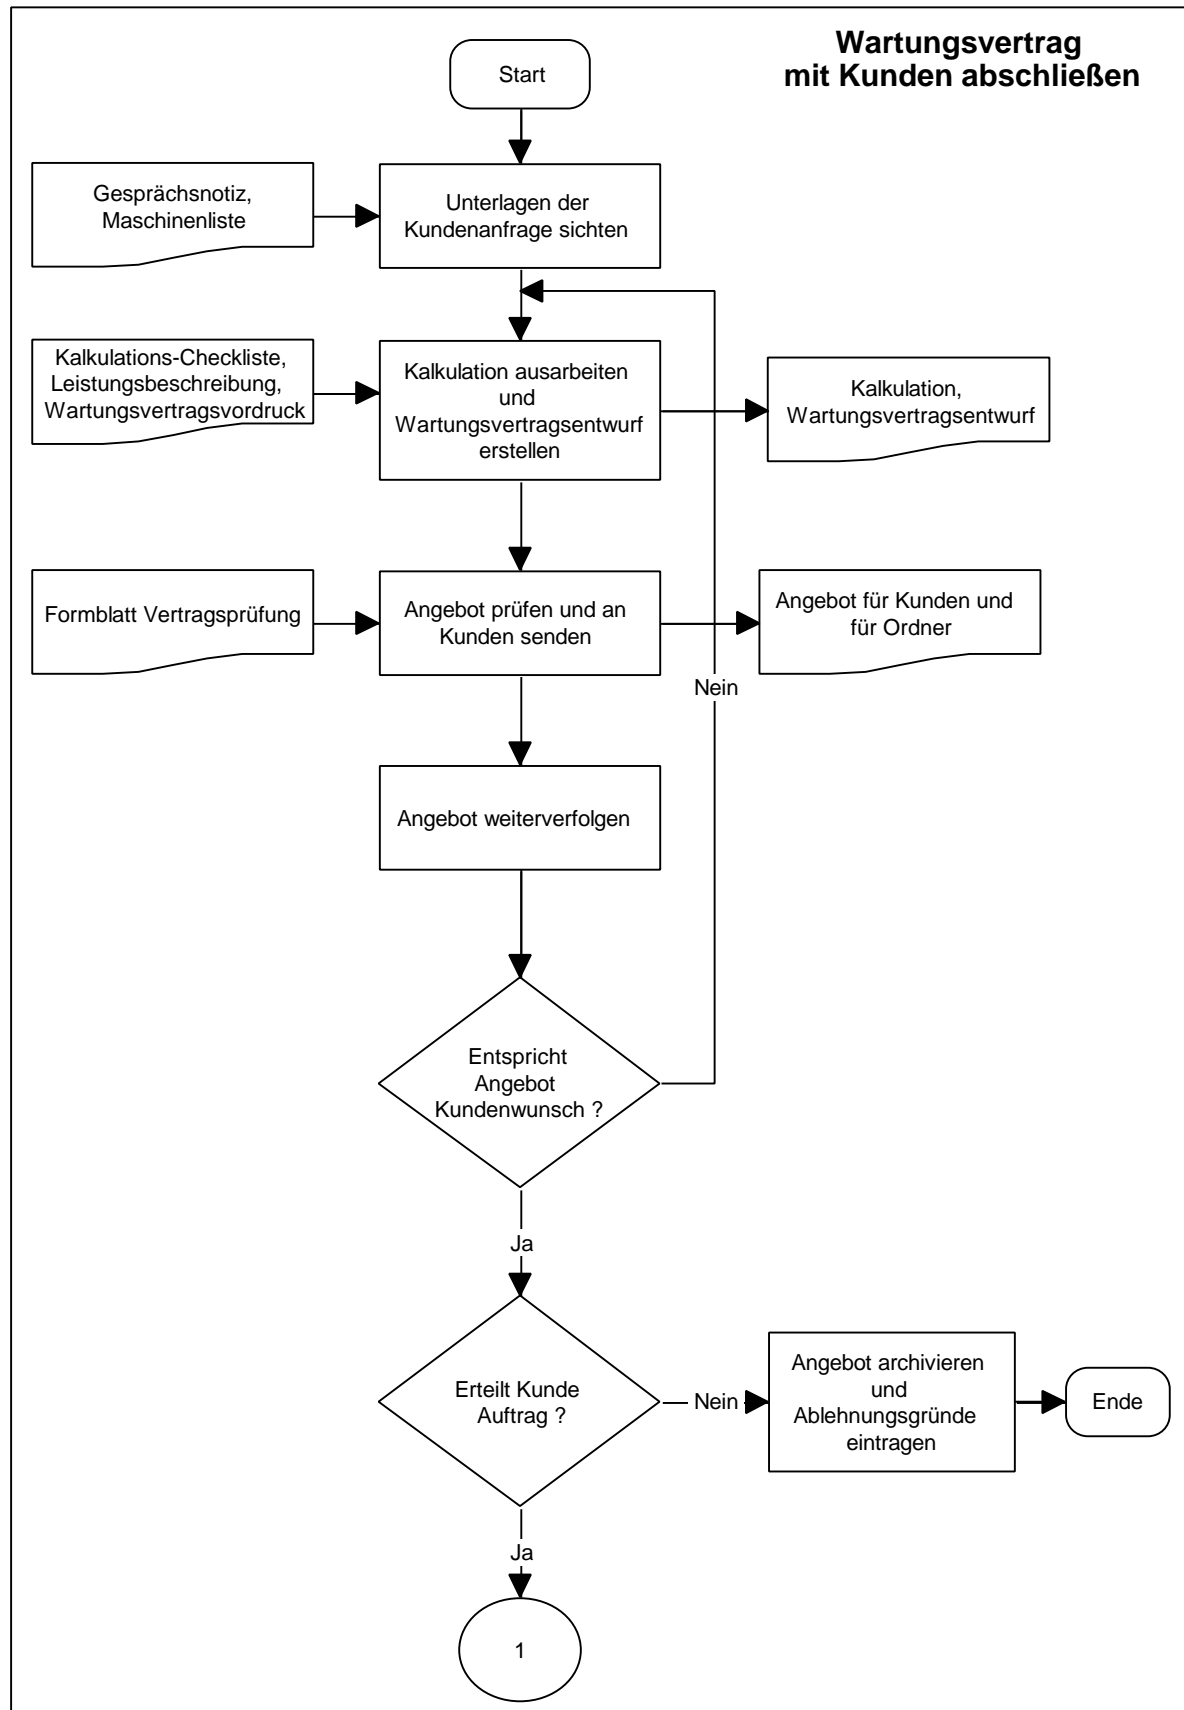 Wartungsvertrag
mit Kunden abschließen
Start
Gesprächsnotiz,
Maschinenliste
Unterlagen der
Kundenanfrage sichten
Kalkulations-Checkliste,
Leistungsbeschreibung,
Wartungsvertragsvordruck
Kalkulation ausarbeiten
und
Wartungsvertragsentwurf
erstellen
Kalkulation,
Wartungsvertragsentwurf
Formblatt Vertragsprüfung
Angebot prüfen und an
Kunden senden
Angebot für Kunden und
für Ordner
Nein
Angebot weiterverfolgen
Entspricht
Angebot
Kundenwunsch ?
Ja
Erteilt Kunde
Auftrag ?
Nein
Angebot archivieren
und
Ablehnungsgründe
eintragen
Ende
Ja
1